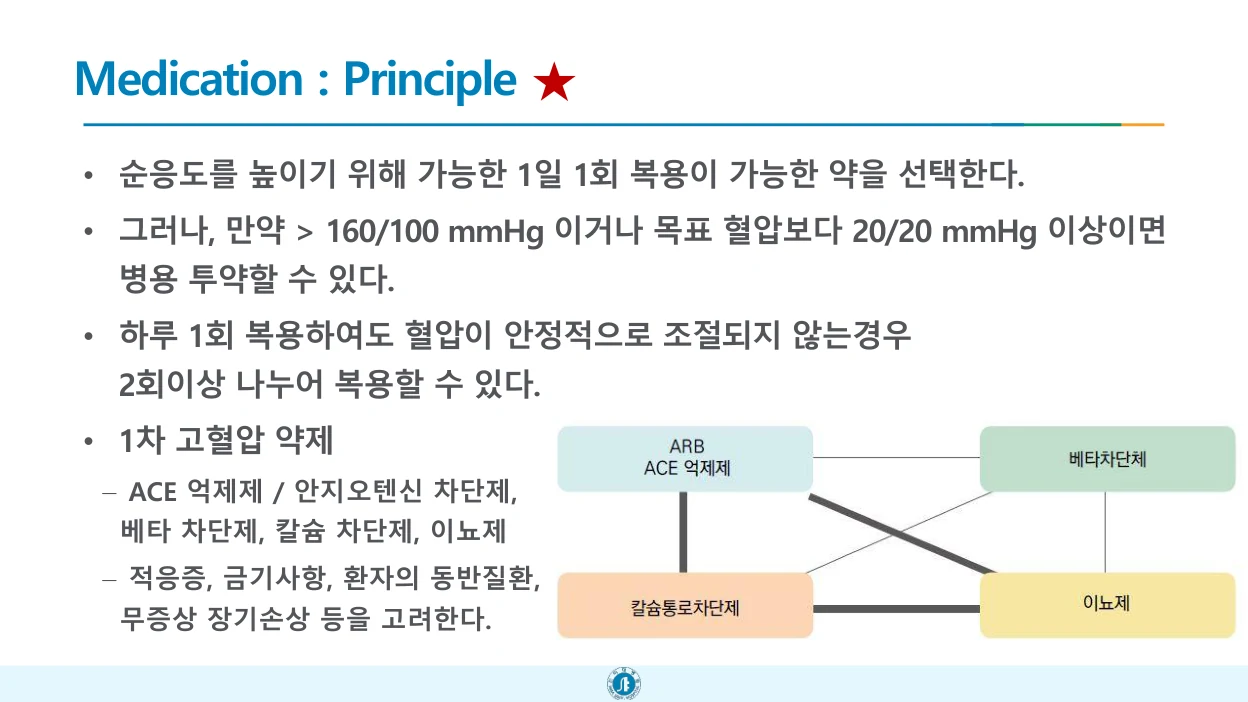 Medication : Principle ★
• 순응도를 높이기 위해 가능한 1일 1회 복용이 가능한 약을 선택한다.
• 그러나, 만약 > 160/100 mmHg 이거나 목표 혈압보다 20/20 mmHg 이상이면
병용 투약할 수 있다.
• 하루 1회 복용하여도 혈압이 안정적으로 조절되지 않는경우
2회이상 나누어 복용할 수 있다.
• 1차 고혈압 약제
– ACE 억제제 / 안지오텐신 차단제,
베타 차단제, 칼슘 차단제, 이뇨제
– 적응증, 금기사항, 환자의 동반질환,
무증상 장기손상 등을 고려한다.
ARB
ACE 억제제
베타차단체
칼슘통로차단제
이뇨제